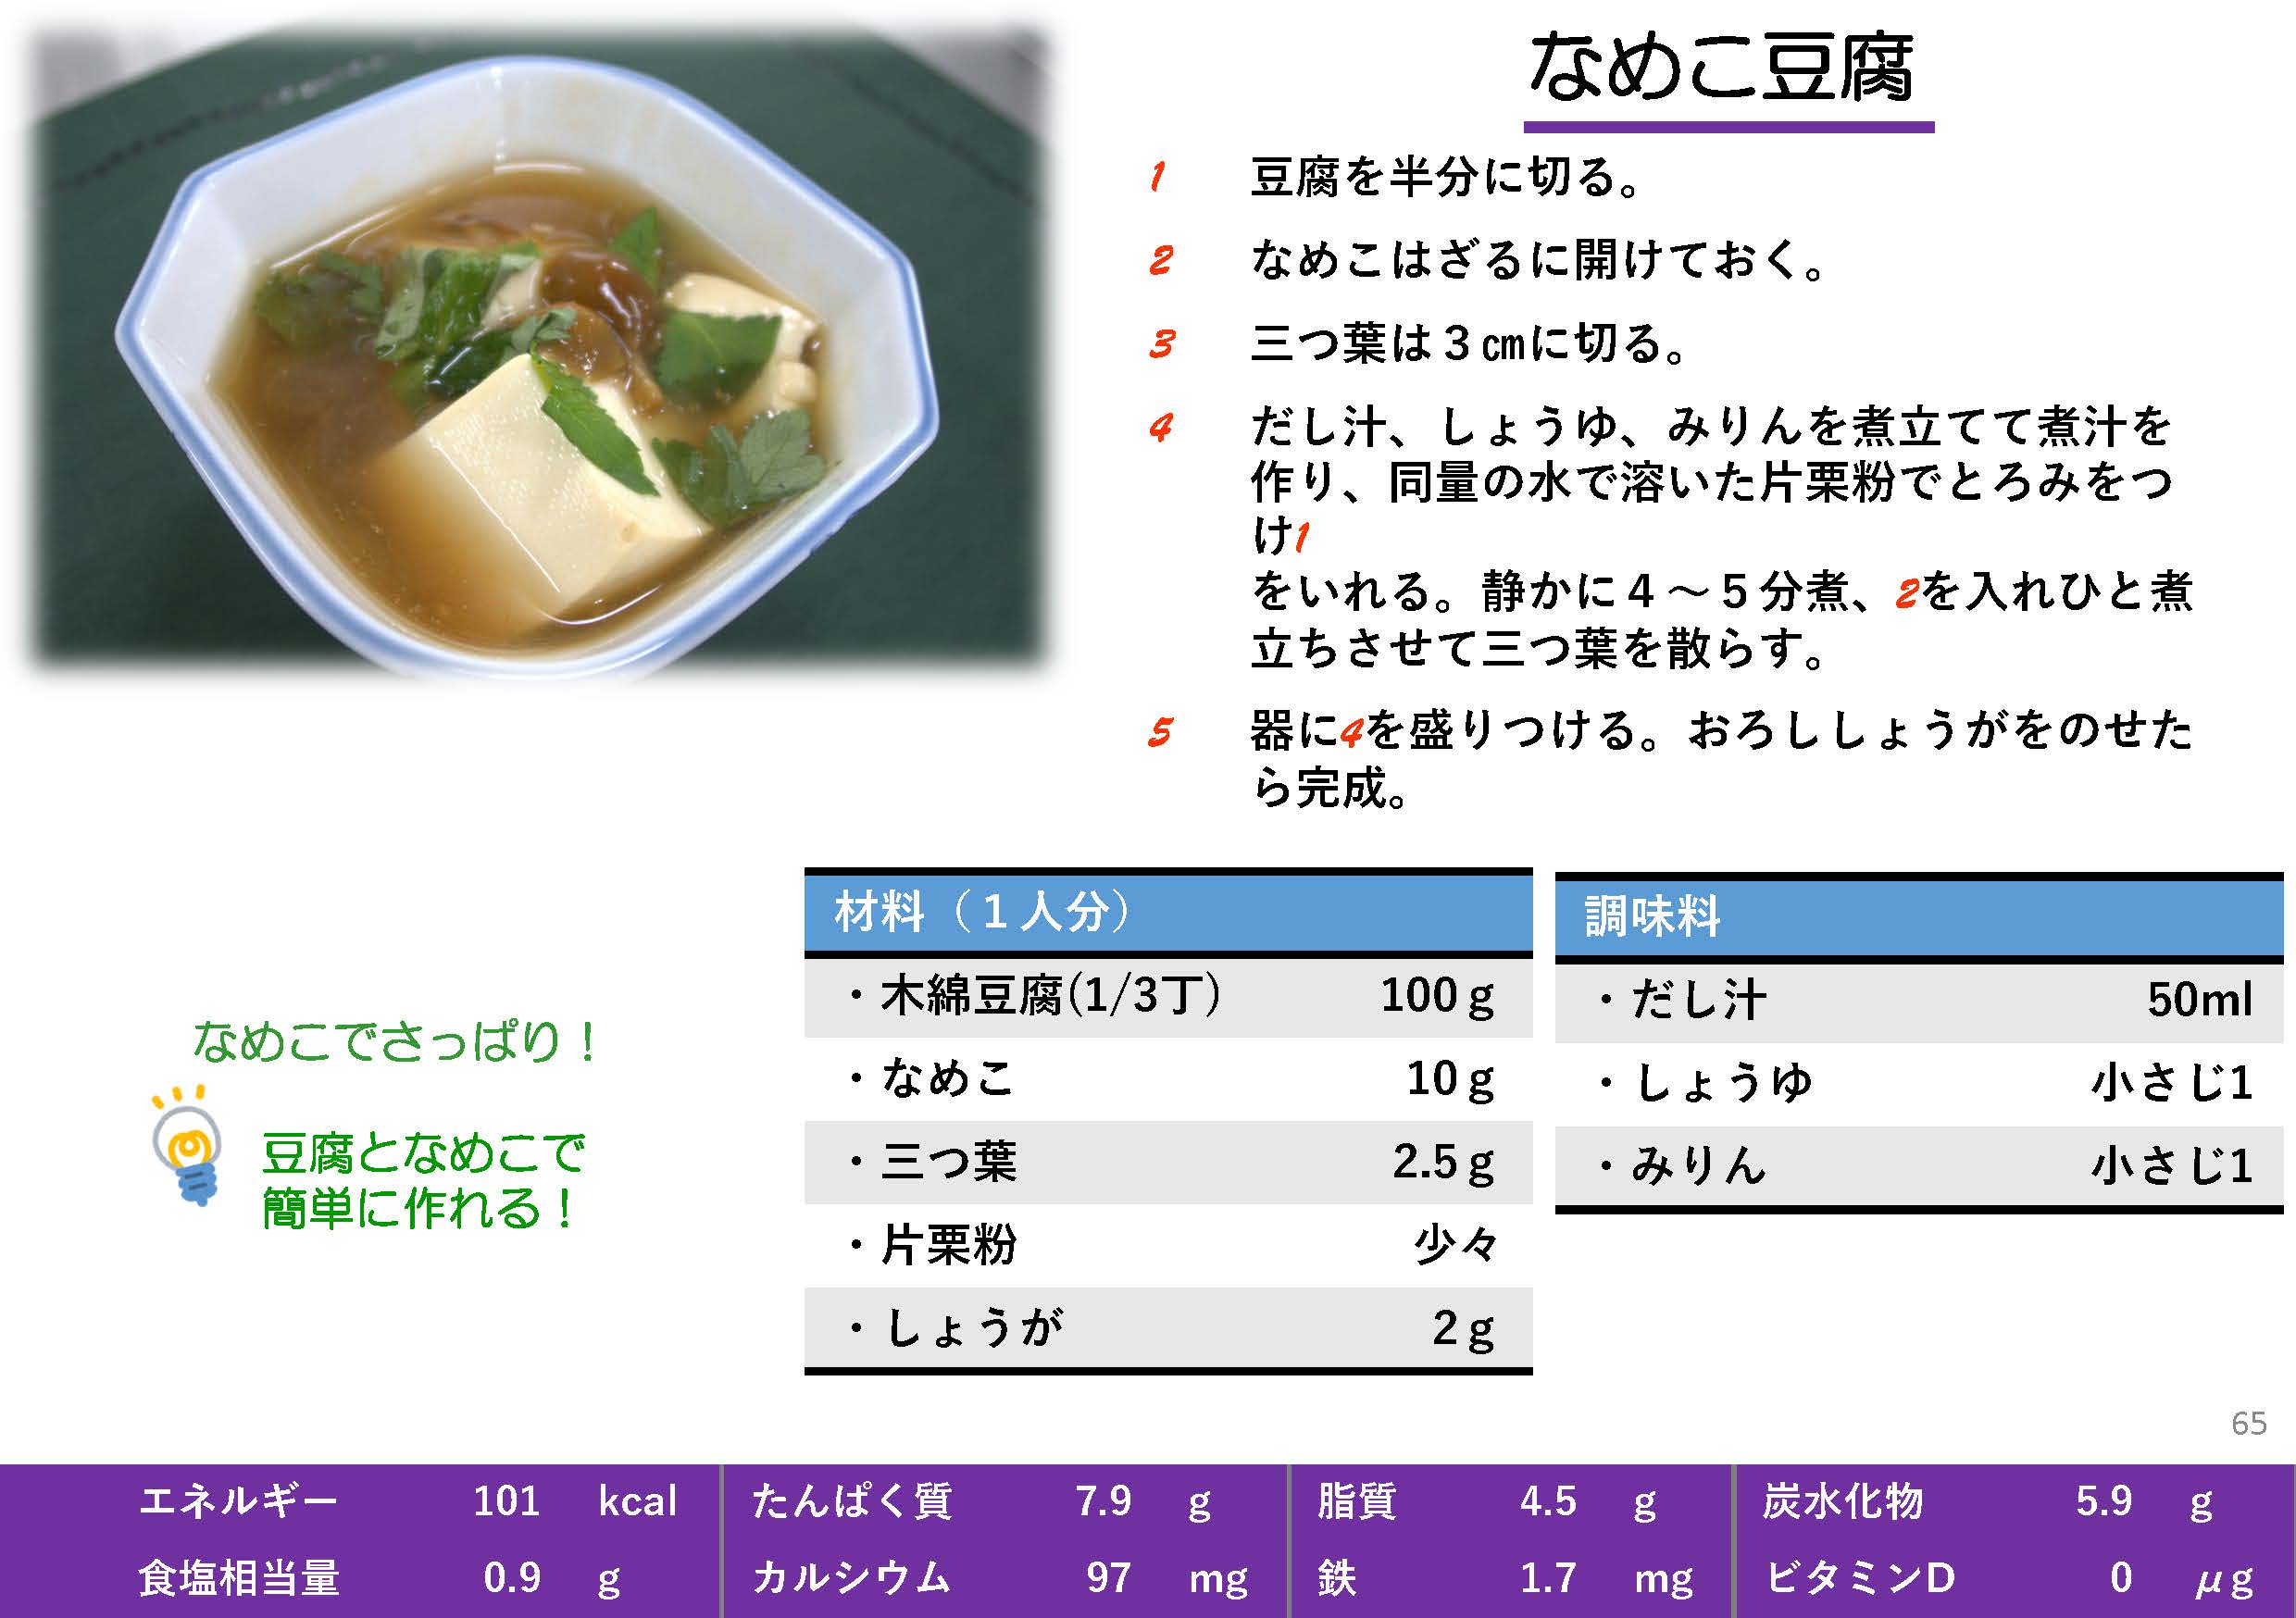 なめこ豆腐
1 豆腐を半分に切る。
2 なめこはざるに開けておく。
3 三つ葉は３㎝に切る。
4 だし汁、しょうゆ、みりんを煮立てて煮汁を
作り、同量の水で溶いた片栗粉でとろみをつ
け1
をいれる。静かに４～５分煮、2を入れひと煮
立ちさせて三つ葉を散らす。
5 器に4を盛りつける。おろししょうがをのせた
ら完成。
なめこでさっぱり！
豆腐となめこで
簡単に作れる！
材料（１人分）
・木綿豆腐(1/3丁) 100ｇ
・なめこ 10ｇ
・三つ葉 2.5ｇ
・片栗粉 少々
・しょうが 2ｇ
調味料
・だし汁 50ml
・しょうゆ 小さじ1
・みりん 小さじ1
65
エネルギー 101 kcal たんぱく質 7.9 g 脂質 4.5 g 炭水化物 5.9 g
食塩相当量 0.9 g カルシウム 97 mg 鉄 1.7 mg ビタミンD 0 μg